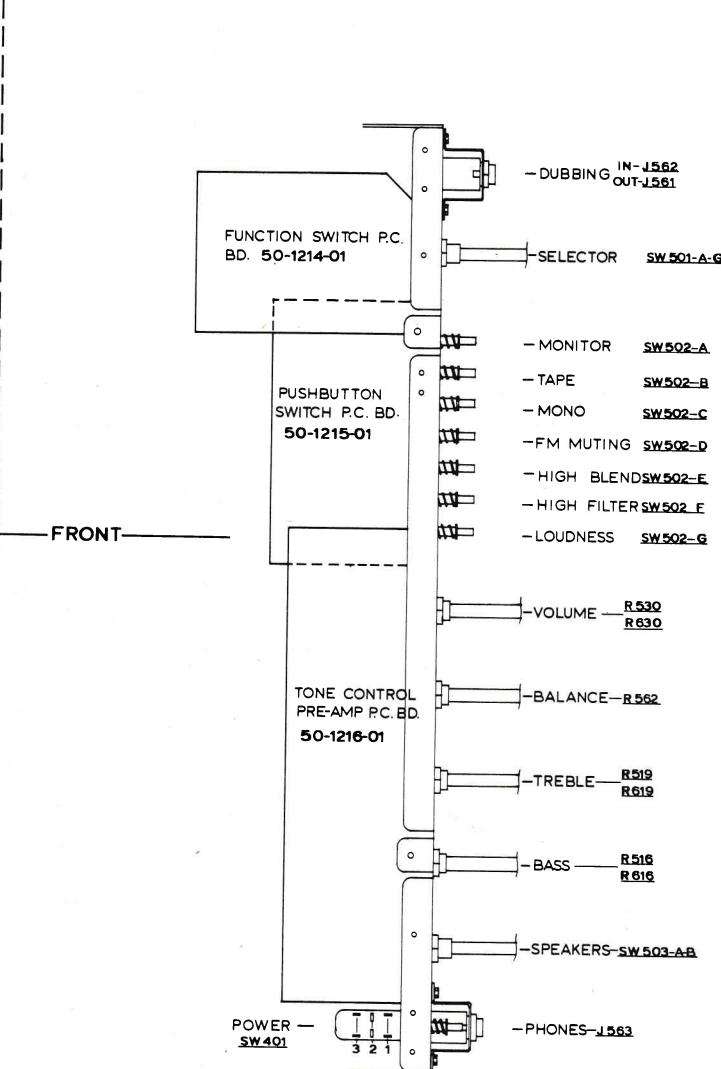 DUBBING IN-J562
OUT-J561
FUNCTION SWITCH P.C.
BD. 50-1214-01
SELECTOR SW501-A-G
MONITOR SW502-A
TAPE SW502-B
PUSHBUTTON
SWITCH P.C. BD.
50-1215-01
MONO SW502-C
FM MUTING SW502-D
HIGH BLEND SW502-E
HIGH FILTER SW502 F
FRONT
LOUDNESS SW502-G
VOLUME R530
R630
TONE CONTROL
PRE-AMP P.C. BD.
50-1216-01
BALANCE R562
TREBLE R519
R619
BASS R516
R616
SPEAKERS SW503-AB
POWER
SW401
3 2 1
PHONES J563